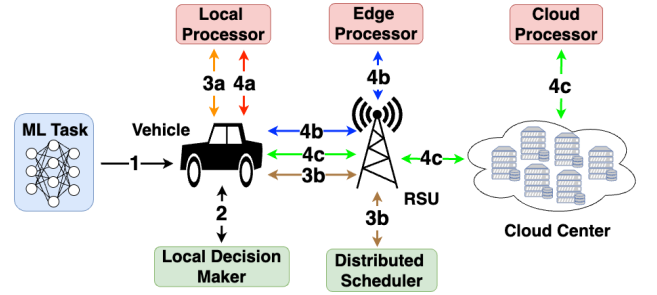 Local
Processor
Edge
Processor
Cloud
Processor
3a
4a
4b
4c
ML Task
Vehicle
1
4b
4c
3b
4c
RSU
2
3b
Cloud Center
Local Decision
Maker
Distributed
Scheduler